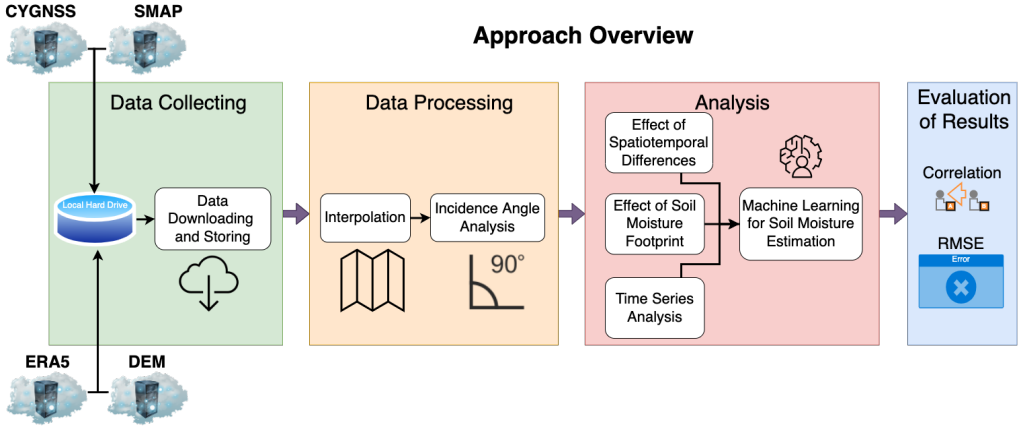 CYGNSS
SMAP
Approach Overview
Data Collecting
Local Hard Drive
Data
Downloading
and Storing
ERA5
DEM
Data Processing
Interpolation
Incidence Angle
Analysis
90°
Analysis
Effect of
Spatiotemporal
Differences
Effect of Soil
Moisture
Footprint
Time Series
Analysis
Machine Learning
for Soil Moisture
Estimation
Evaluation
of Results
Correlation
RMSE
Error